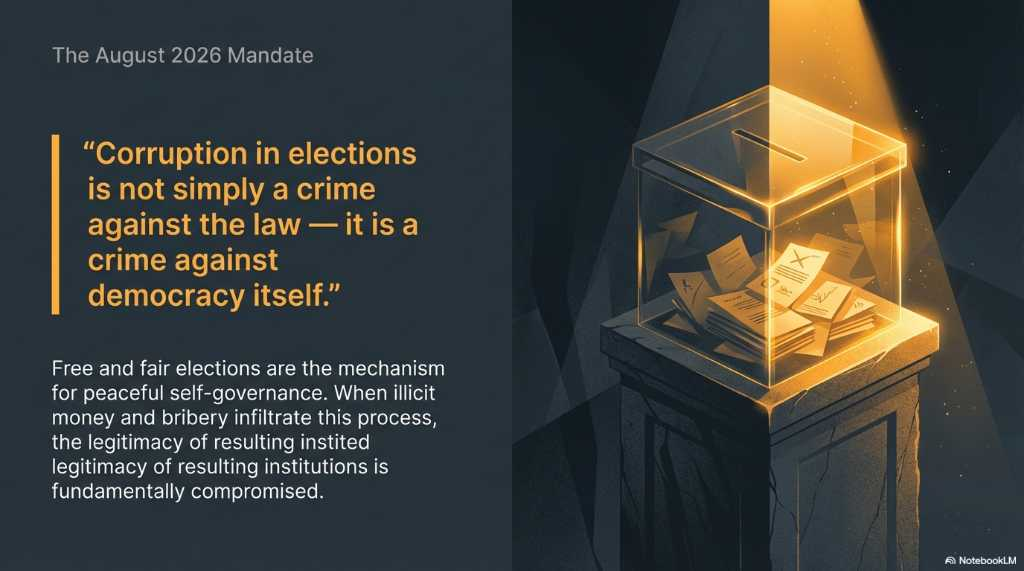 The August 2026 Mandate
“Corruption in elections
is not simply a crime
against the law — it is a
crime against
democracy itself.”
Free and fair elections are the mechanism
for peaceful self-governance. When illicit
money and bribery infiltrate this process,
the legitimacy of resulting instited
legitimacy of resulting institutions is
fundamentally compromised.
NotebookLM